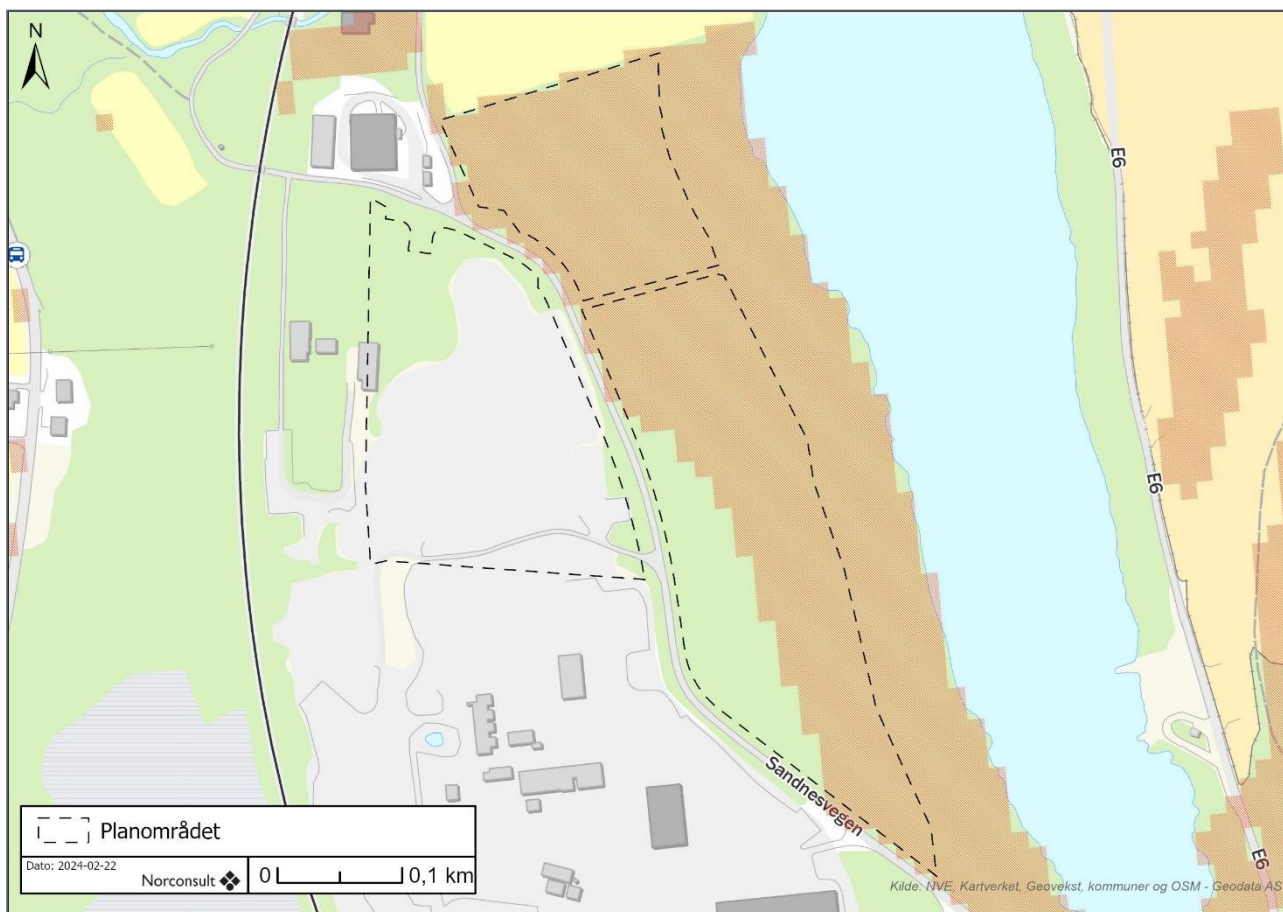 N
E6
E6
E6
Sandnesvegen
Planområdet
Dato: 2024-02-22
Norconsult
0 0,1 km
Kilde: NVE, Kartverket, Geovekst, kommuner og OSM - Geodata AS